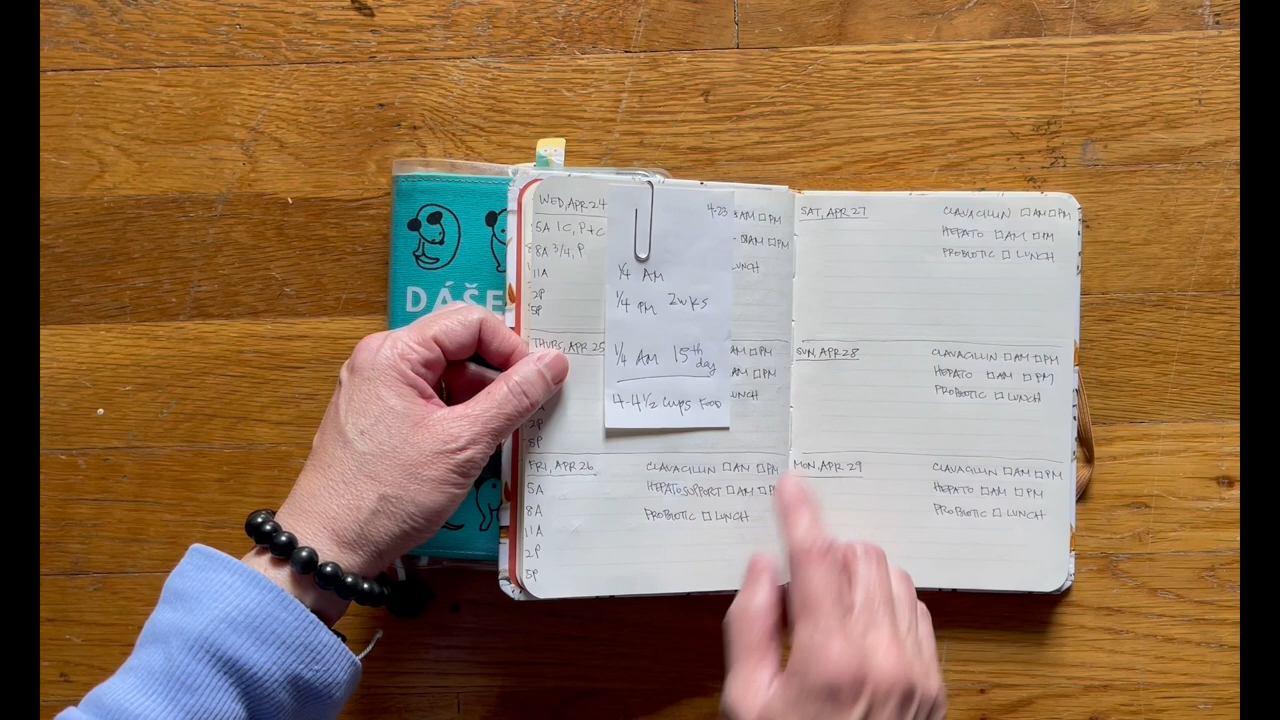 DÁŠE
WED, APR 24
5A 1C, P+C
8A 3/4, P
11A
2P
5P
AM ☐ PM
AM ☐ PM
UNCH
4-23
1/4 AM
1/4 PM 2wks
1/4 AM 15th day
4-4 1/2 cups FOOD
THURS, APR 25
2P
8P
AM ☐ PM
AM ☐ PM
UNCH
FRI, APR 26
5A
8A
11A
2P
5P
CLAVACILLIN ☐ AM ☐ PM
HEPATOSUPPORT ☐ AM ☐ P
PROBIOTIC ☐ LUNCH
SAT, APR 27
CLAVACILLIN ☐ AM ☐ PM
HEPATO ☐ AM ☐ PM
PROBIOTIC ☐ LUNCH
SUN, APR 28
CLAVACILLIN ☐ AM ☐ PM
HEPATO ☐ AM ☐ PM
PROBIOTIC ☐ LUNCH
MON, APR 29
CLAVACILLIN ☐ AM ☐ PM
HEPATO ☐ AM ☐ PM
PROBIOTIC ☐ LUNCH